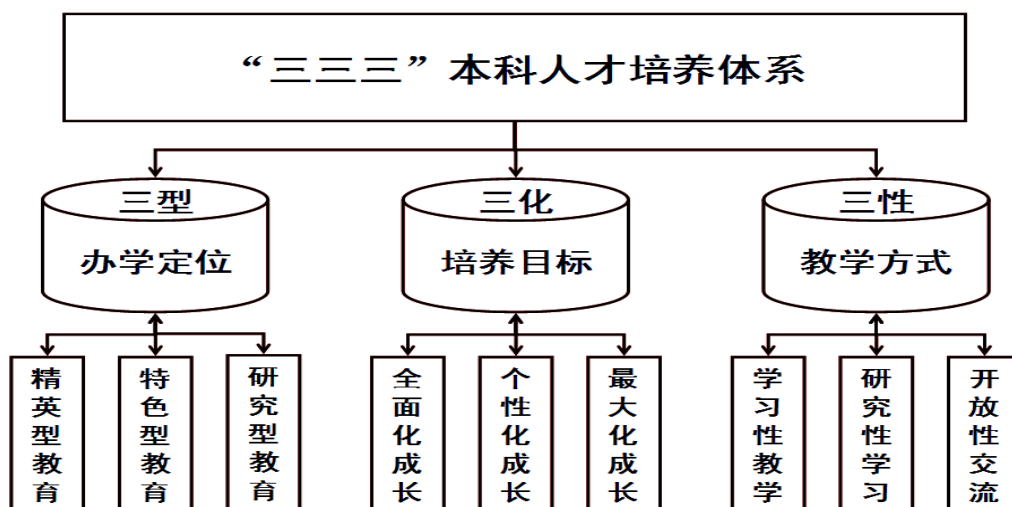 “三三三”本科人才培养体系
三型
办学定位
三化
培养目标
三性
教学方式
精英型教育
特色型教育
研究型教育
全面化成长
个性化成长
最大化成长
学习性教学
研究性学习
开放性交流